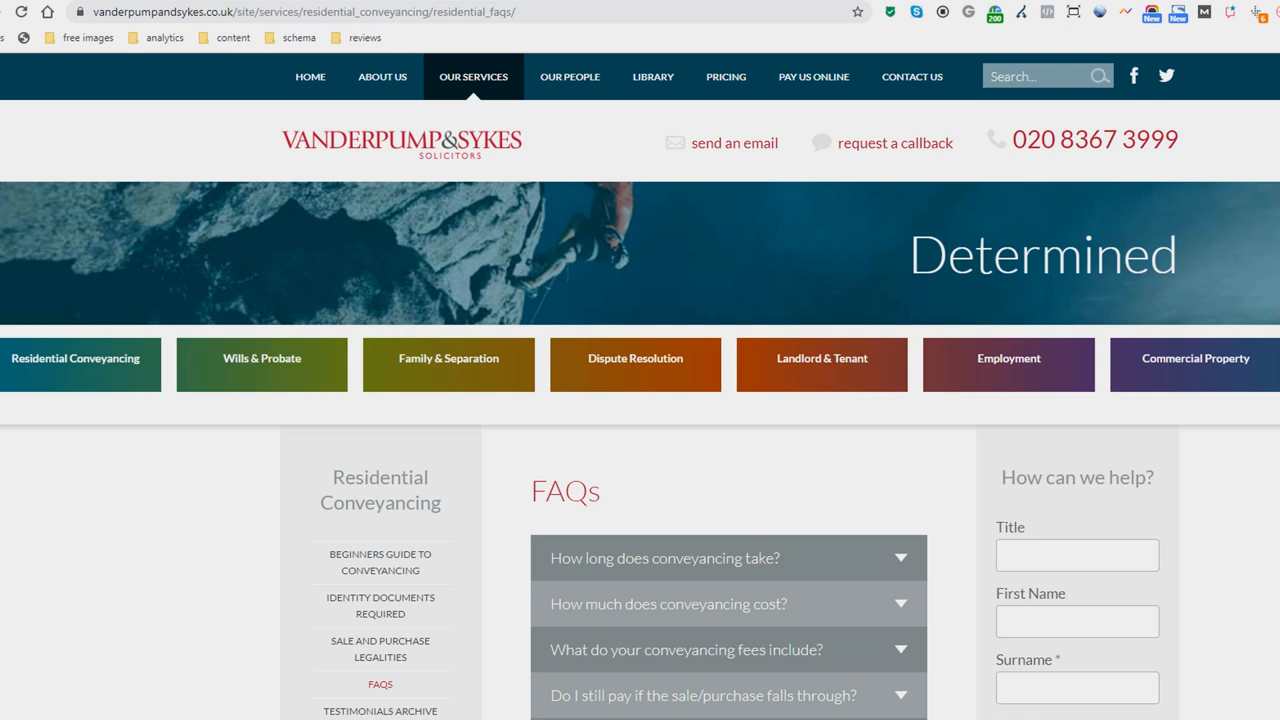 vanderpumpandsykes.co.uk/site/services/residential_conveyancing/residential_faqs/
200
New
New
M
6
s
free images
analytics
content
schema
reviews
HOME
ABOUT US
OUR SERVICES
OUR PEOPLE
LIBRARY
PRICING
PAY US ONLINE
CONTACT US
Search...
VANDERPUMP&SYKES
SOLICITORS
send an email
request a callback
020 8367 3999
Determined
Residential Conveyancing
Wills & Probate
Family & Separation
Dispute Resolution
Landlord & Tenant
Employment
Commercial Property
Residential
Conveyancing
BEGINNERS GUIDE TO
CONVEYANCING
IDENTITY DOCUMENTS
REQUIRED
SALE AND PURCHASE
LEGALITIES
FAQS
TESTIMONIALS ARCHIVE
FAQs
How long does conveyancing take?
How much does conveyancing cost?
What do your conveyancing fees include?
Do I still pay if the sale/purchase falls through?
How can we help?
Title
First Name
Surname *